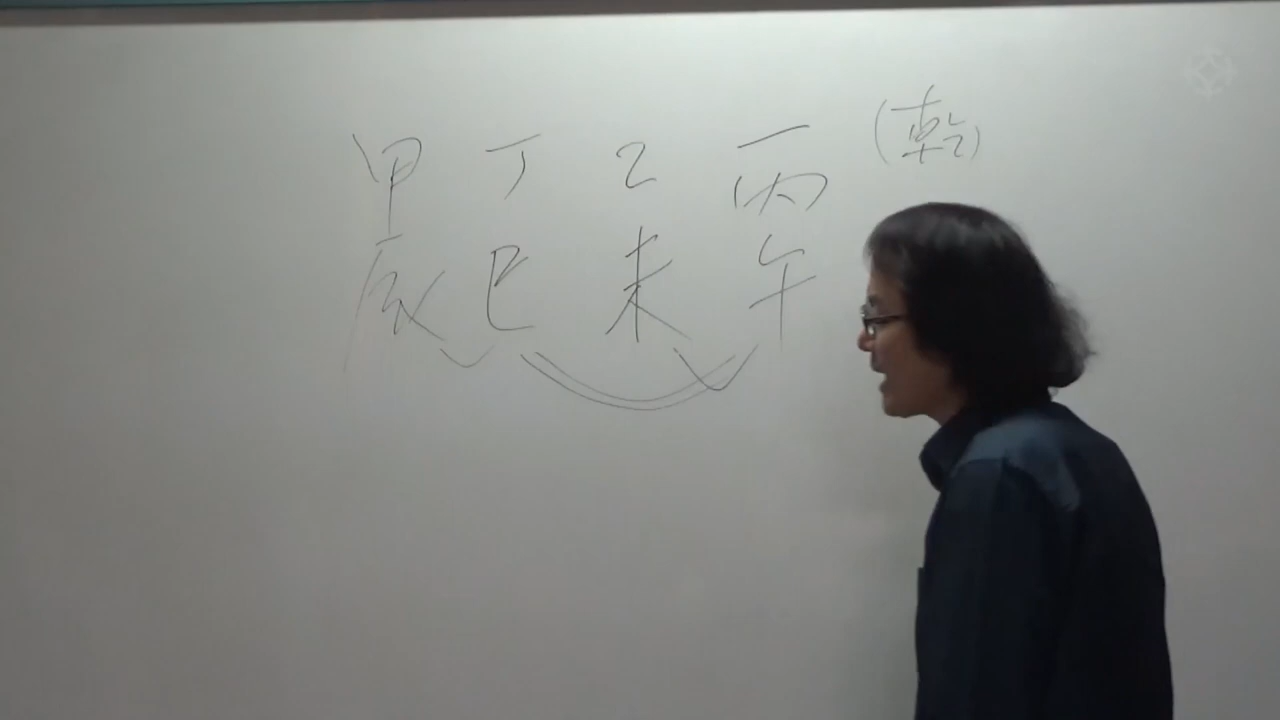 甲 丁 乙 丙 (乾)
辰 巳 未 午